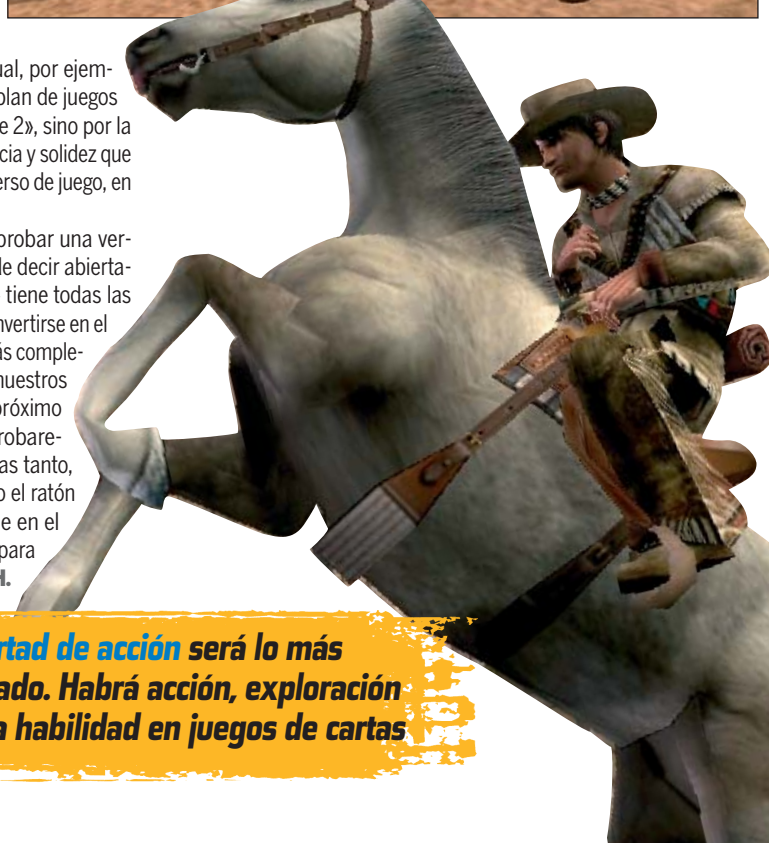 ual, por ejem-
plan de juegos
e 2», sino por la
cia y solidez que
erso de juego, en
probar una ver-
de decir abierta-
tiene todas las
nvertirse en el
ás comple-
nuestros
próximo
robare-
as tanto,
o el ratón
e en el
para
H.
rtad de acción será lo más
ado. Habrá acción, exploración
a habilidad en juegos de cartas